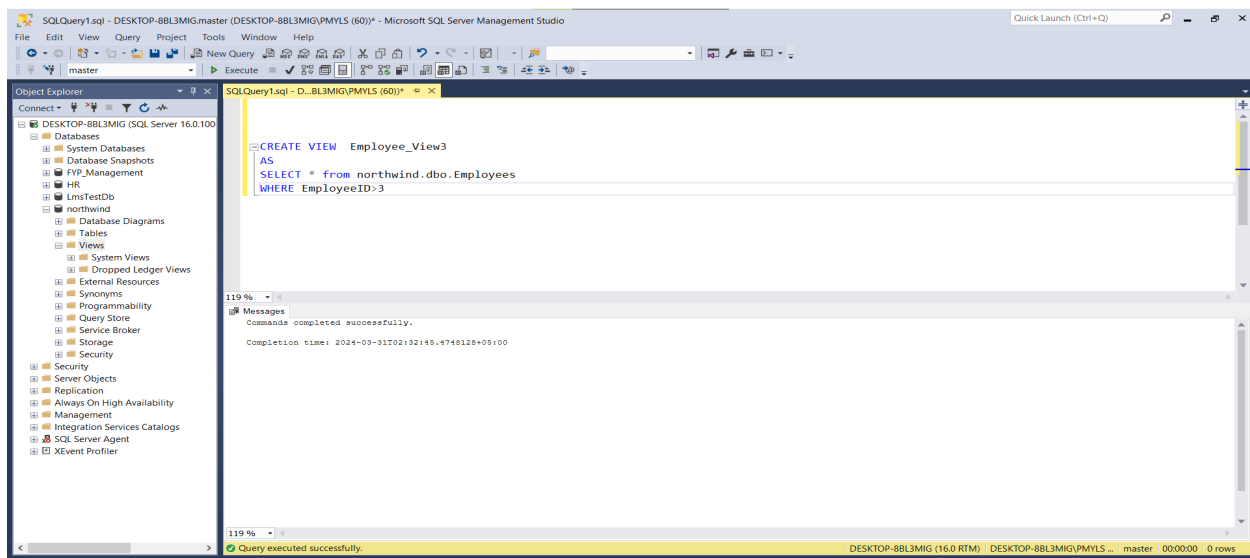 SQLQuery1.sql - DESKTOP-8BL3MIG.master (DESKTOP-8BL3MIG\PMYLS (60))* - Microsoft SQL Server Management Studio
Quick Launch (Ctrl+Q)
File Edit View Query Project Tools Window Help
New Query
master
Execute
Object Explorer
SQLQuery1.sql - D...BL3MIG\PMYLS (60))*
Connect
DESKTOP-8BL3MIG (SQL Server 16.0.100
Databases
System Databases
Database Snapshots
FYP_Management
HR
LmsTestDb
northwind
Database Diagrams
Tables
Views
System Views
Dropped Ledger Views
External Resources
Synonyms
Programmability
Query Store
Service Broker
Storage
Security
Security
Server Objects
Replication
Always On High Availability
Management
Integration Services Catalogs
SQL Server Agent
XEvent Profiler
CREATE VIEW Employee_View3
AS
SELECT * from northwind.dbo.Employees
WHERE EmployeeID>3
119 %
Messages
Commands completed successfully.
Completion time: 2024-03-31T02:32:45.4748128+05:00
119 %
Query executed successfully.
DESKTOP-8BL3MIG (16.0 RTM) DESKTOP-8BL3MIG\PMYLS ... master 00:00:00 0 rows